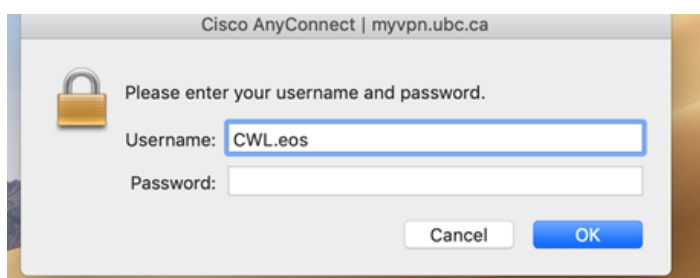 Cisco AnyConnect | myvpn.ubc.ca
Please enter your username and password.
Username: CWL.eos
Password:
Cancel OK